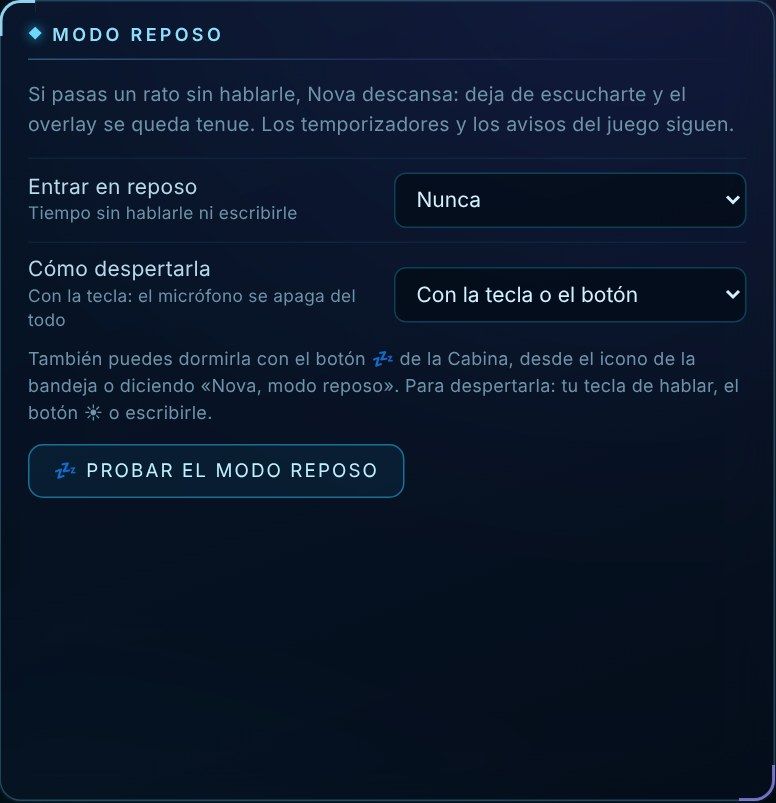 MODO REPOSO
Si pasas un rato sin hablarle, Nova descansa: deja de escucharte y el
overlay se queda tenue. Los temporizadores y los avisos del juego siguen.
Entrar en reposo
Tiempo sin hablarle ni escribirle
Nunca
Cómo despertarla
Con la tecla: el micrófono se apaga del
todo
Con la tecla o el botón
También puedes dormirla con el botón 💤 de la Cabina, desde el icono de la
bandeja o diciendo «Nova, modo reposo». Para despertarla: tu tecla de hablar, el
botón ☀ o escribirle.
💤 PROBAR EL MODO REPOSO